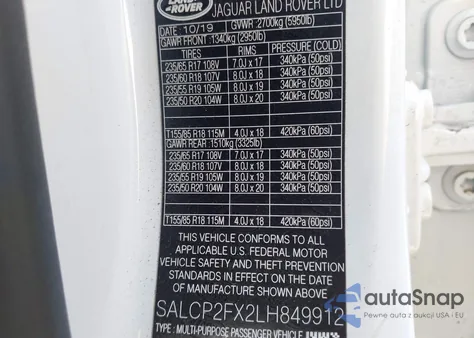 LAND
ROVER
JAGUAR LAND ROVER LTD
DATE: 10/19 GVWR :2700kg (5950lb)
GAWR FRONT :1340kg (2950lb)
TIRES RIMS PRESSURE (COLD)
235/65 R17 108V 7.0J x 17 340kPa (50psi)
235/60 R18 107V 8.0J x 18 340kPa (50psi)
235/55 R19 105W 8.0J x 19 340kPa (50psi)
235/50 R20 104W 8.0J x 20 340kPa (50psi)
T155/85 R18 115M 4.0J x 18 420kPa (60psi)
GAWR REAR :1510kg (3325lb)
235/65 R17 108V 7.0J x 17 340kPa (50psi)
235/60 R18 107V 8.0J x 18 340kPa (50psi)
235/55 R19 105W 8.0J x 19 340kPa (50psi)
235/50 R20 104W 8.0J x 20 340kPa (50psi)
T155/85 R18 115M 4.0J x 18 420kPa (60psi)
THIS VEHICLE CONFORMS TO ALL
APPLICABLE U.S. FEDERAL MOTOR
VEHICLE SAFETY AND THEFT PREVENTION
STANDARDS IN EFFECT ON THE DATE
OF MANUFACTURE SHOWN ABOVE
SALCP2FX2LH849912
TYPE : MULTI-PURPOSE PASSENGER VEHICLE
autoSnap
Pewne auta z aukcji USA i EU